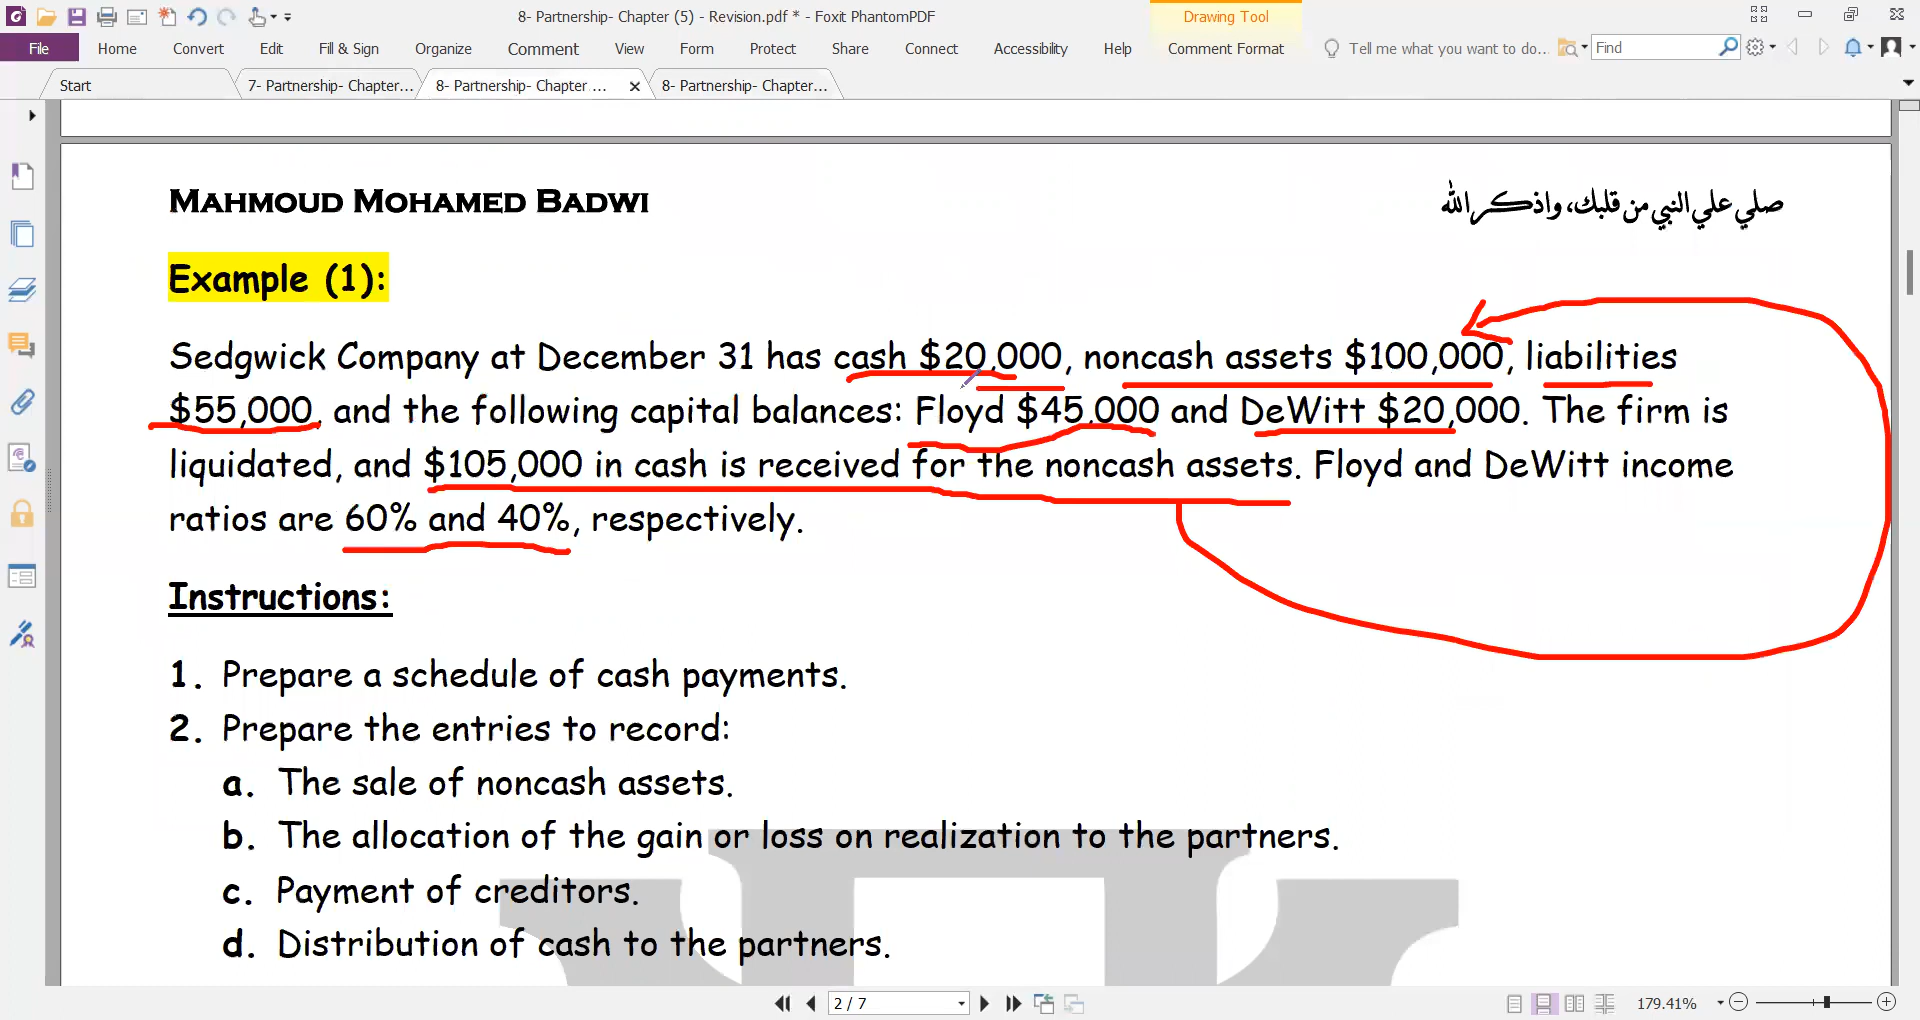 8- Partnership- Chapter (5) - Revision.pdf * - Foxit PhantomPDF
Drawing Tool
File Home Convert Edit Fill & Sign Organize Comment View Form Protect Share Connect Accessibility Help Comment Format Tell me what you want to do... Find
Start 7- Partnership- Chapter... 8- Partnership- Chapter ... 8- Partnership- Chapter...
MAHMOUD MOHAMED BADWI
صلي علي النبي من قلبك، واذكر الله
Example (1):
Sedgwick Company at December 31 has cash $20,000, noncash assets $100,000, liabilities
$55,000, and the following capital balances: Floyd $45,000 and DeWitt $20,000. The firm is
liquidated, and $105,000 in cash is received for the noncash assets. Floyd and DeWitt income
ratios are 60% and 40%, respectively.
Instructions:
1. Prepare a schedule of cash payments.
2. Prepare the entries to record:
a. The sale of noncash assets.
b. The allocation of the gain or loss on realization to the partners.
c. Payment of creditors.
d. Distribution of cash to the partners.
2 / 7
179.41%